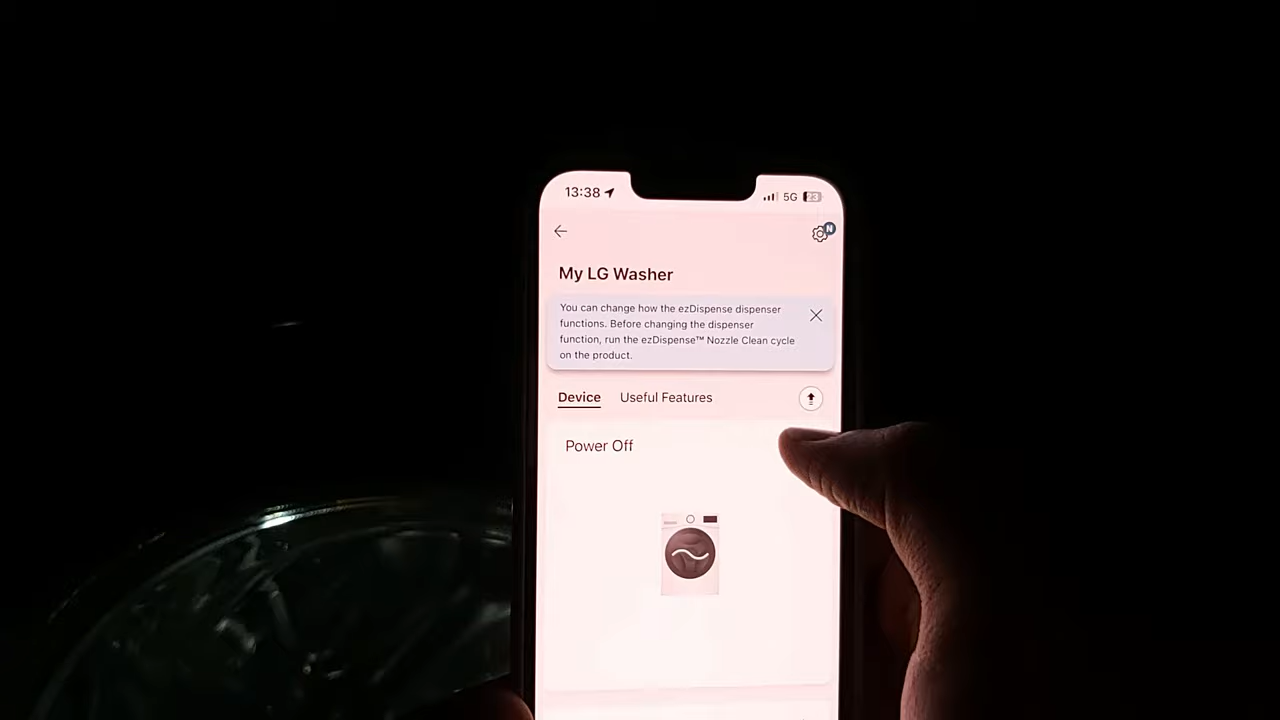 13:38
5G
23
N
My LG Washer
You can change how the ezDispense dispenser
functions. Before changing the dispenser
function, run the ezDispense™ Nozzle Clean cycle
on the product.
Device Useful Features
Power Off